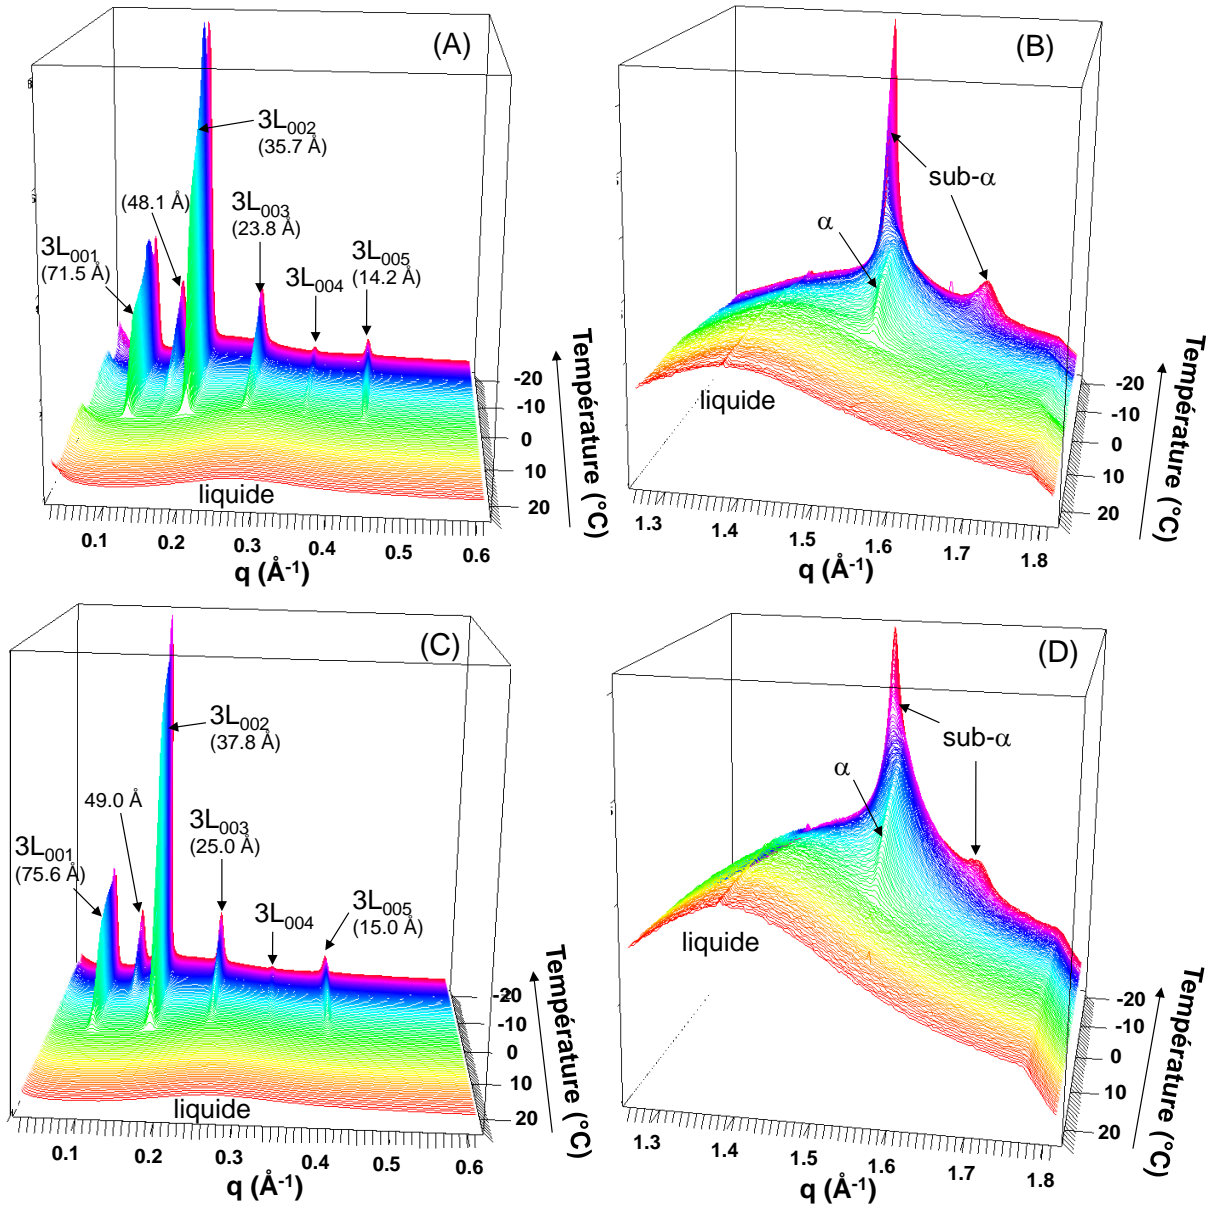 (A)
3L002
(35.7 Å)
(48.1 Å)
3L003
(23.8 Å)
3L001
(71.5 Å)
3L004
3L005
(14.2 Å)
liquide
-20
-10
0
10
20
Température (°C)
0.1
0.2
0.3
0.4
0.5
0.6
q (Å-1)
(B)
sub-α
α
liquide
-20
-10
0
10
20
Température (°C)
1.3
1.4
1.5
1.6
1.7
1.8
q (Å-1)
(C)
3L002
(37.8 Å)
49.0 Å
3L003
(25.0 Å)
3L001
(75.6 Å)
3L004
3L005
(15.0 Å)
liquide
-20
-10
0
10
20
Température (°C)
0.1
0.2
0.3
0.4
0.5
0.6
q (Å-1)
(D)
sub-α
α
liquide
-20
-10
0
10
20
Température (°C)
1.3
1.4
1.5
1.6
1.7
1.8
q (Å-1)